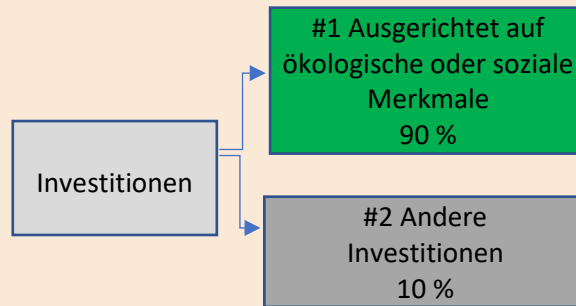 #1 Ausgerichtet auf
ökologische oder soziale
Merkmale
90 %
Investitionen
#2 Andere
Investitionen
10 %